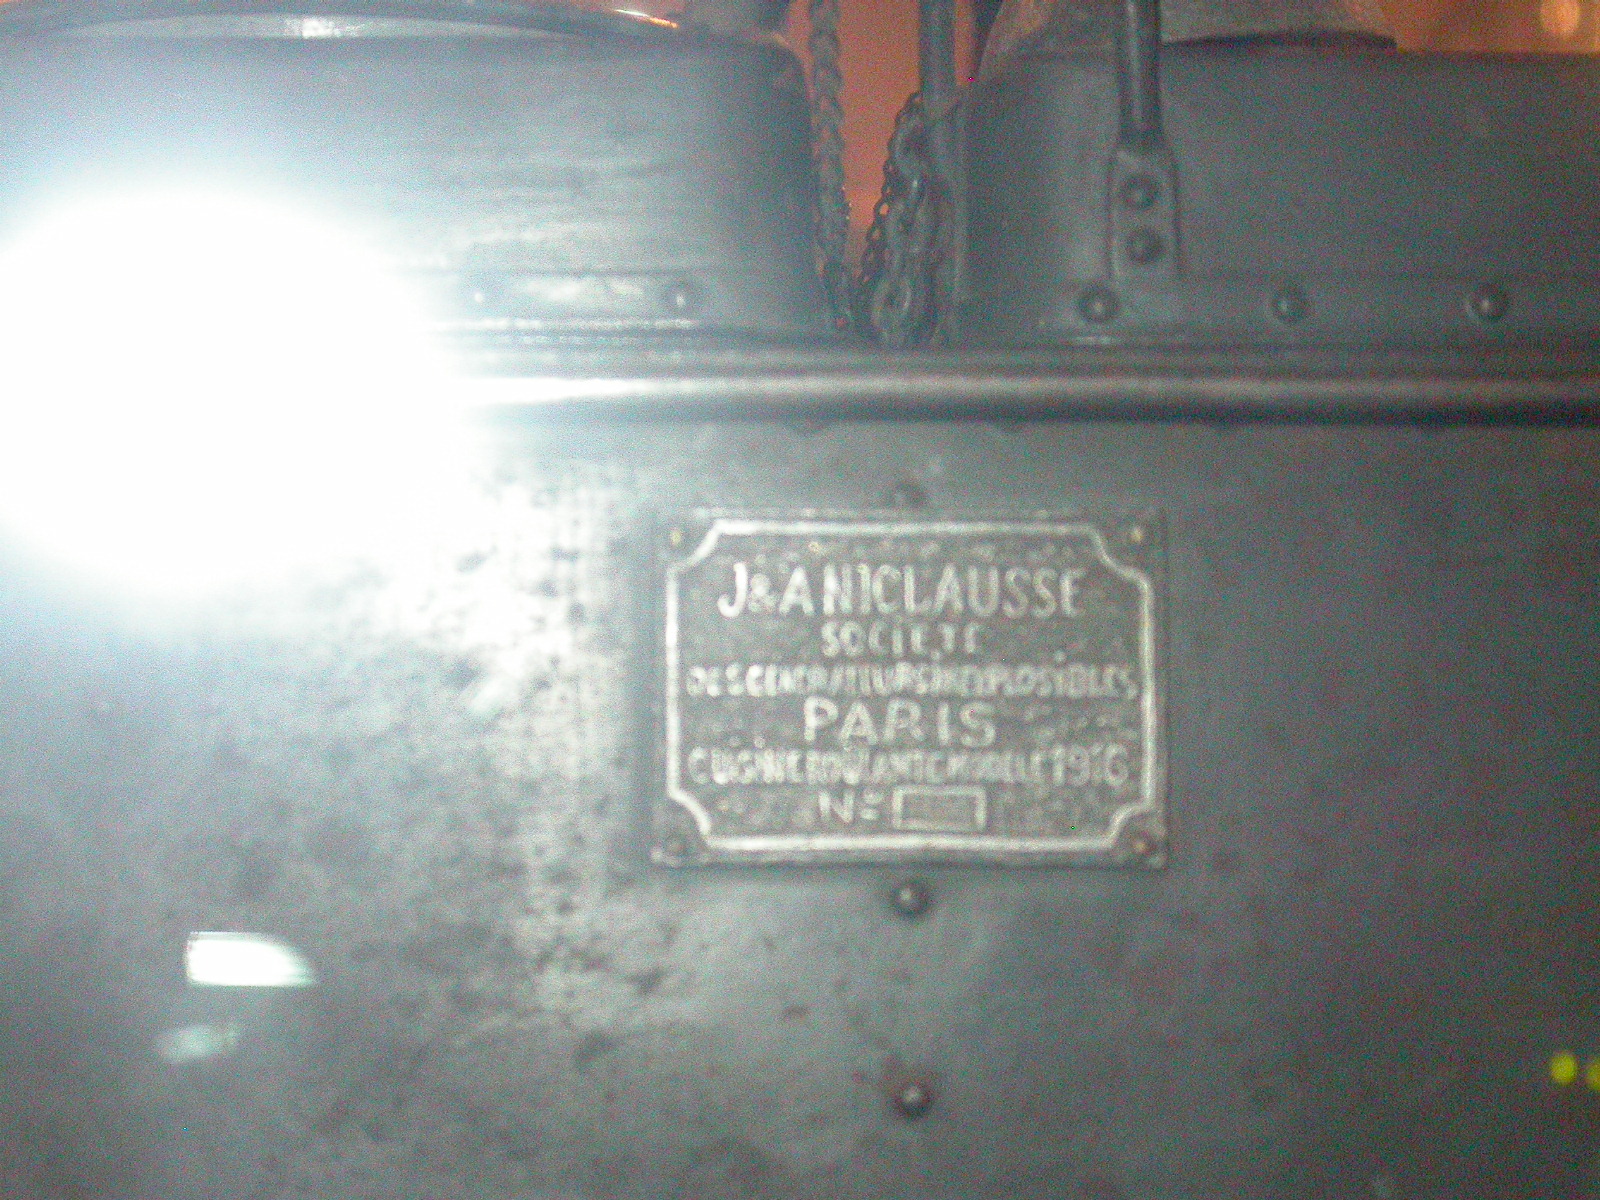 J & A NICLAUSSE
SOCIETE
DES GENERATEURS INEXPLOSIBLES
PARIS
CUISINE ROULANTE MODELE 1916
Nº